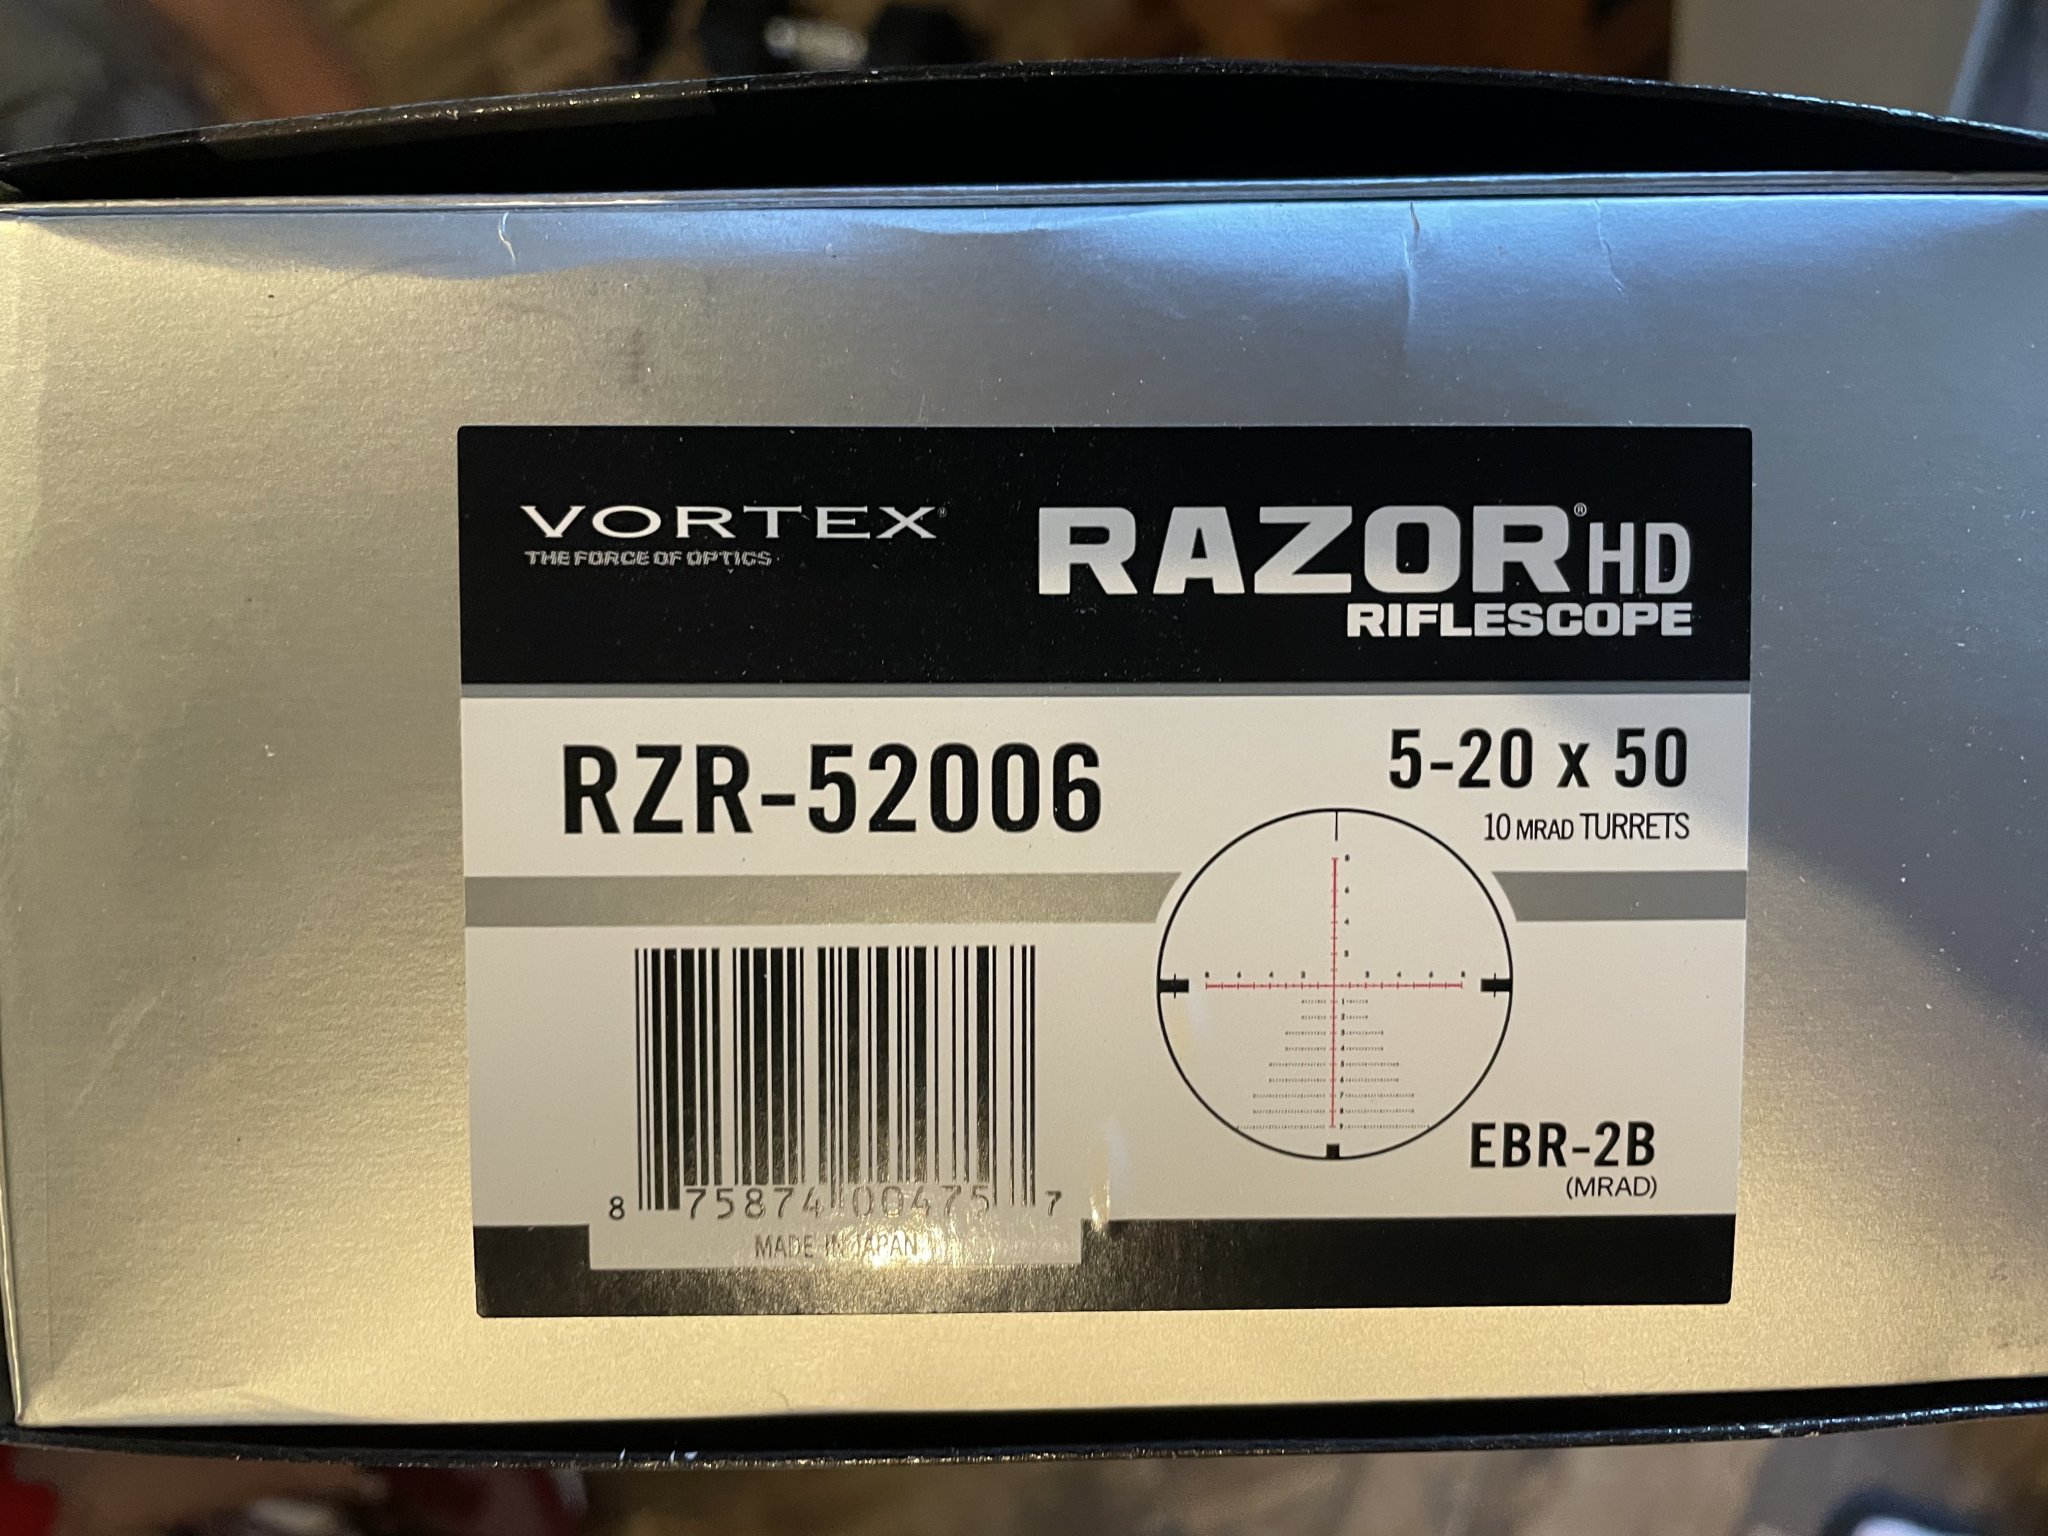 VORTEX®
THE FORCE OF OPTICS
RAZOR® HD
RIFLESCOPE
RZR-52006
5-20 x 50
10 MRAD TURRETS
EBR-2B
(MRAD)
8 75874 00475 7
MADE IN JAPAN